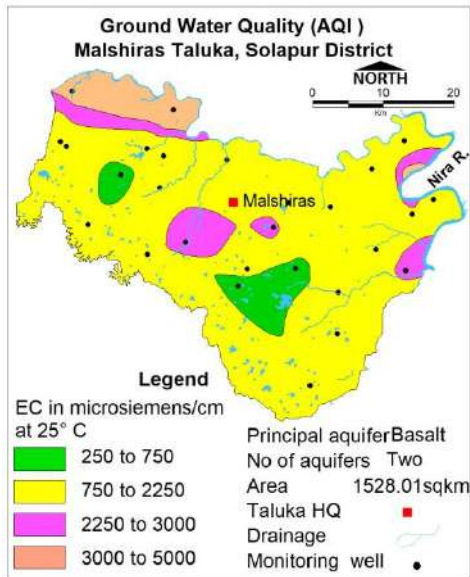 Ground Water Quality (AQI )
Malshiras Taluka, Solapur District
NORTH
0 10 20
Km
Nira R.
Malshiras
Legend
EC in microsiemens/cm
at 25° C
250 to 750
750 to 2250
2250 to 3000
3000 to 5000
Principal aquifer Basalt
No of aquifers Two
Area 1528.01sqkm
Taluka HQ
Drainage
Monitoring well